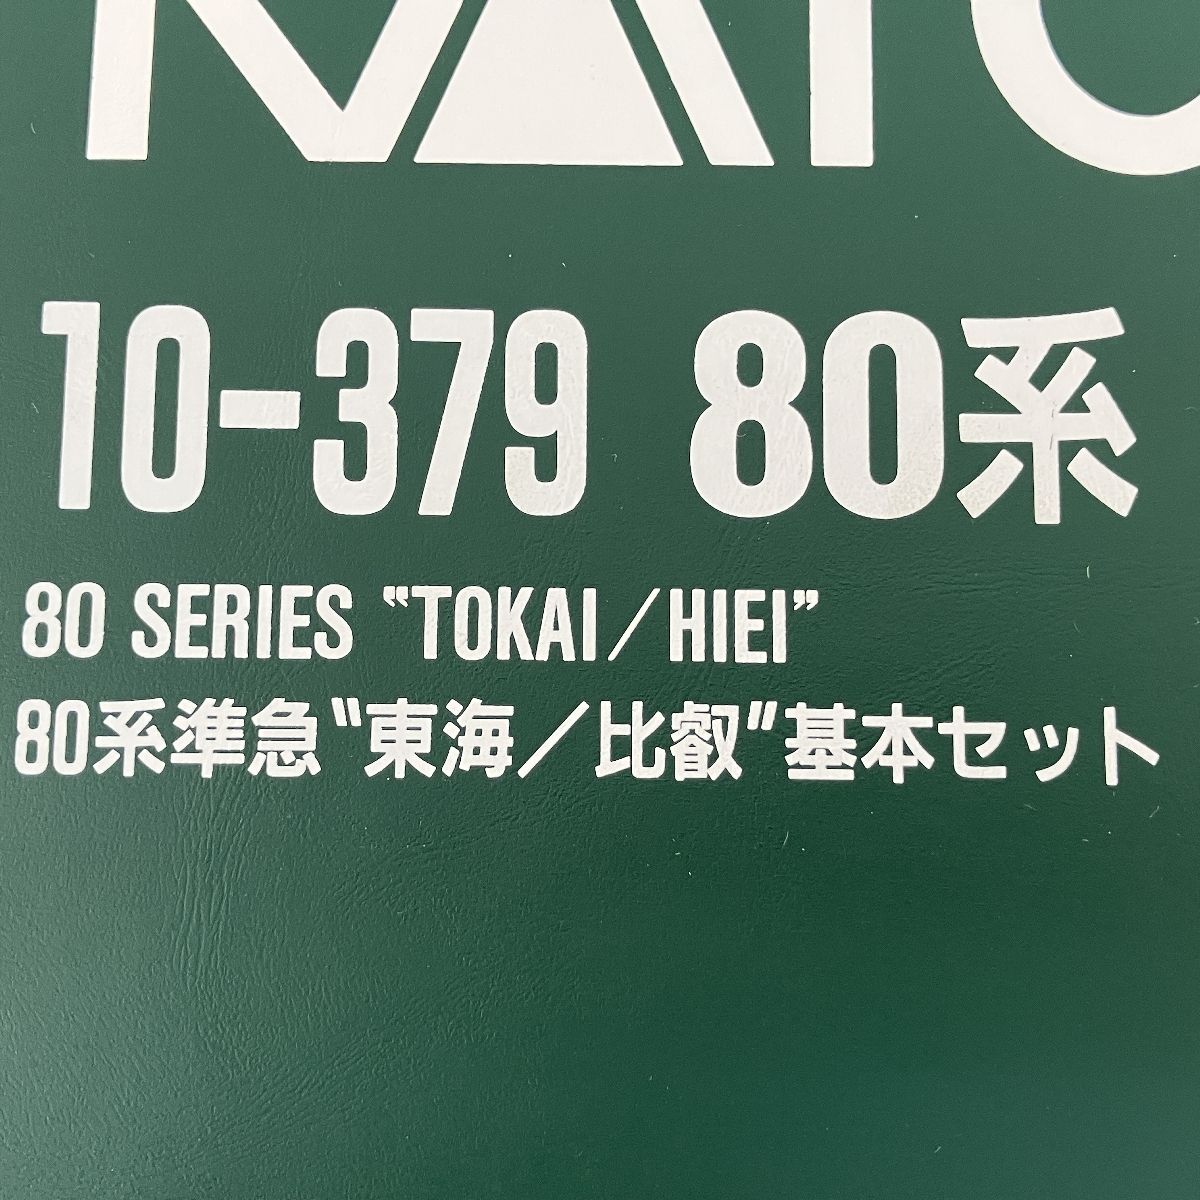 KATO
10-379 80系
80 SERIES “TOKAI/HIEI”
80系準急〝東海/比叡〟基本セット